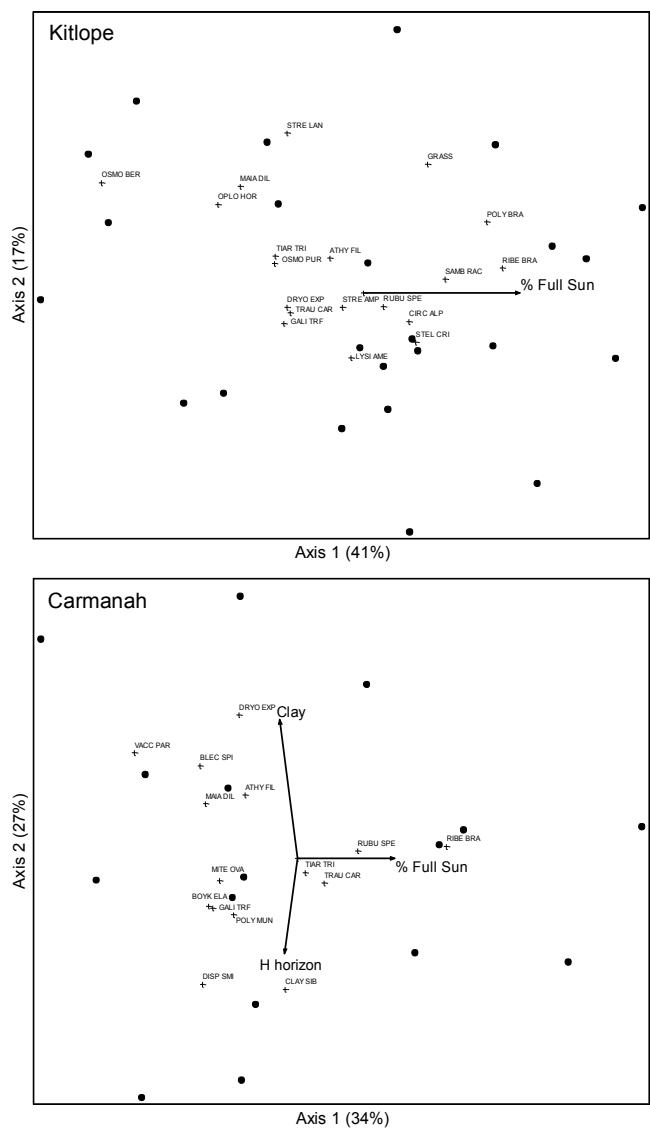 Kitlope
STRE LAN
GRASS
OSMO BER
MAIA DIL
OPLO HOR
POLY BRA
TIAR TRI
ATHY FIL
OSMO PUR
RIBE BRA
SAMB RAC
% Full Sun
DRYO EXP
STRE AMP
RUBU SPE
TRAU CAR
GALI TRF
CIRC ALP
STEL CRI
LYSI AME
Axis 2 (17%)
Axis 1 (41%)
Carmanah
DRYO EXP
Clay
VACC PAR
BLEC SPI
ATHY FIL
MAIA DIL
RUBU SPE
RIBE BRA
% Full Sun
MITE OVA
TIAR TRI
TRAU CAR
BOYK ELA
GALI TRF
POLY MUN
H horizon
DISP SMI
CLAY SIB
Axis 2 (27%)
Axis 1 (34%)